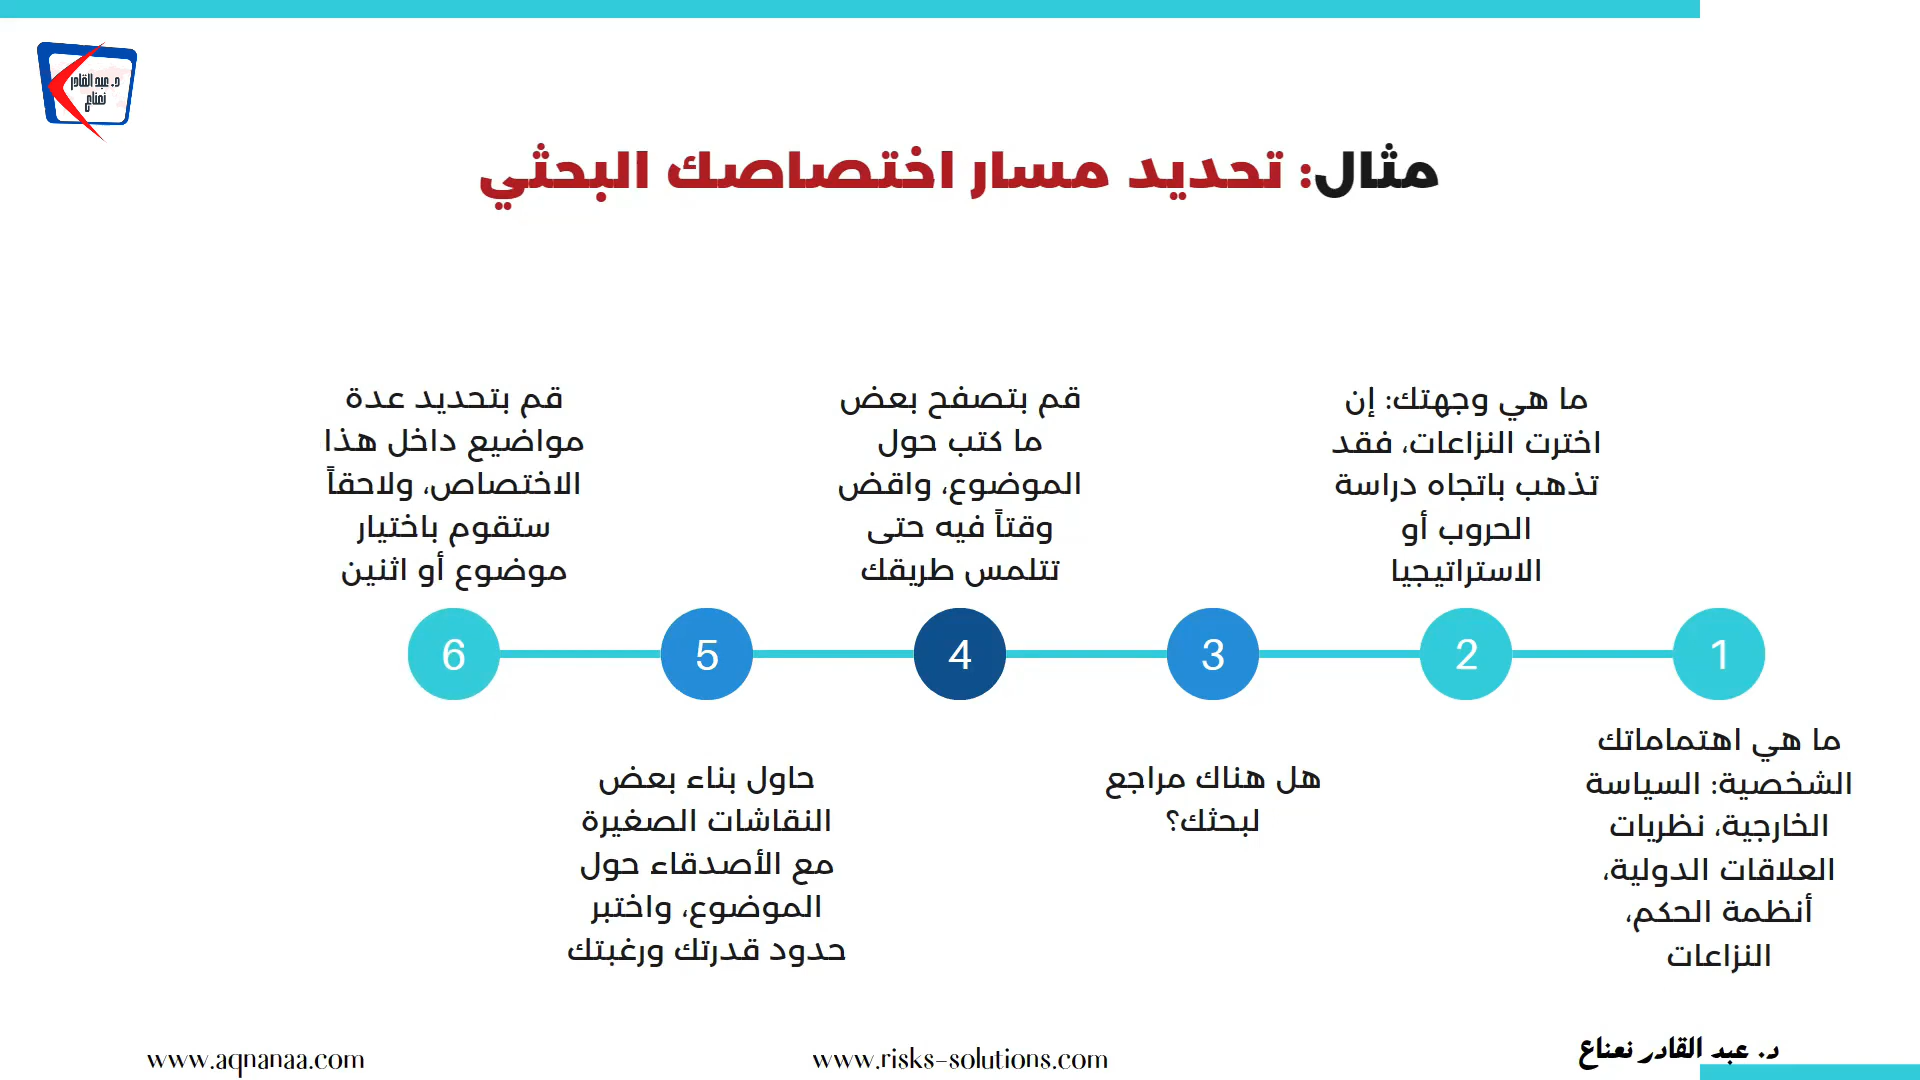 د. عبد القادر
نعناع
مثال: تحديد مسار اختصاصك البحثي
1
ما هي اهتماماتك
الشخصية: السياسة
الخارجية، نظريات
العلاقات الدولية،
أنظمة الحكم،
النزاعات
2
ما هي وجهتك: إن
اخترت النزاعات، فقد
تذهب باتجاه دراسة
الحروب أو
الاستراتيجيا
3
هل هناك مراجع
لبحثك؟
4
قم بتصفح بعض
ما كتب حول
الموضوع، واقض
وقتاً فيه حتى
تتلمس طريقك
5
حاول بناء بعض
النقاشات الصغيرة
مع الأصدقاء حول
الموضوع، واختبر
حدود قدرتك ورغبتك
6
قم بتحديد عدة
مواضيع داخل هذا
الاختصاص، ولاحقاً
ستقوم باختيار
موضوع أو اثنين
د. عبد القادر نعناع
www.risks-solutions.com
www.aqnanaa.com